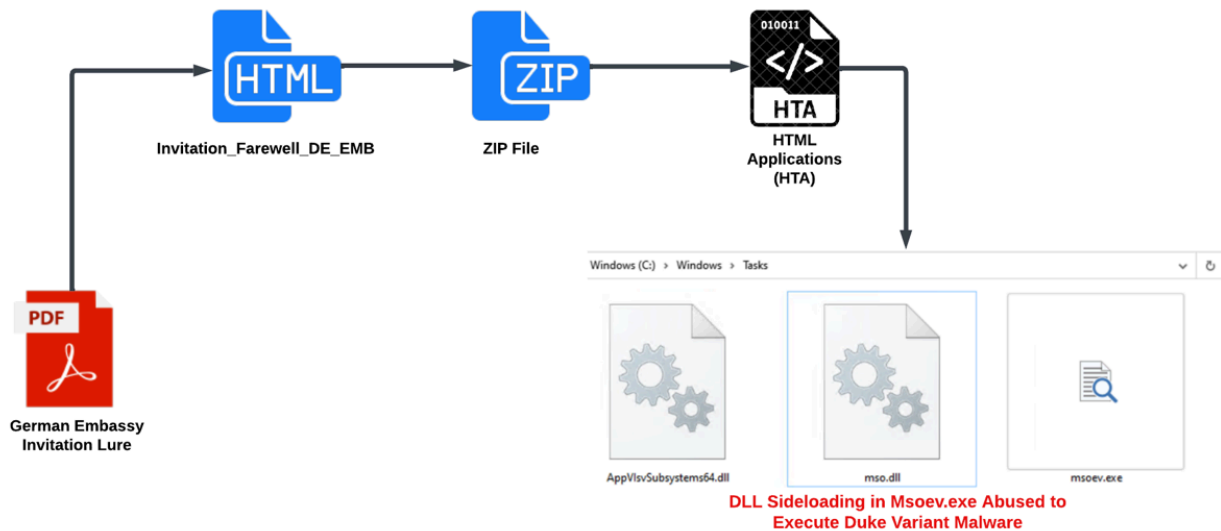 010011
</>
HTML
ZIP
HTA
Invitation_Farewell_DE_EMB
ZIP File
HTML
Applications
(HTA)
Windows (C:) > Windows > Tasks
PDF
German Embassy
Invitation Lure
AppVIsvSubsystems64.dll
mso.dll
msoev.exe
DLL Sideloading in Msoev.exe Abused to
Execute Duke Variant Malware